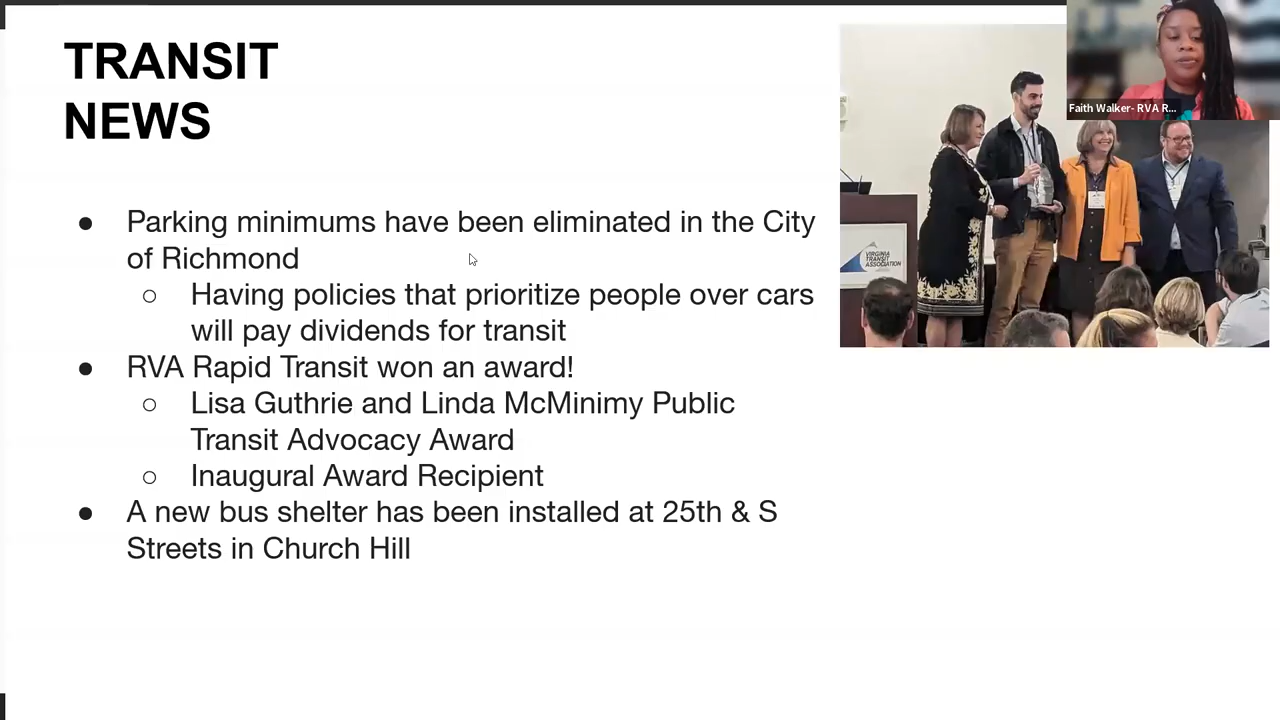 TRANSIT
NEWS
Faith Walker- RVA R...
● Parking minimums have been eliminated in the City
of Richmond
○ Having policies that prioritize people over cars
will pay dividends for transit
● RVA Rapid Transit won an award!
○ Lisa Guthrie and Linda McMinimy Public
Transit Advocacy Award
○ Inaugural Award Recipient
● A new bus shelter has been installed at 25th & S
Streets in Church Hill
VIRGINIA
TRANSIT
ASSOCIATION